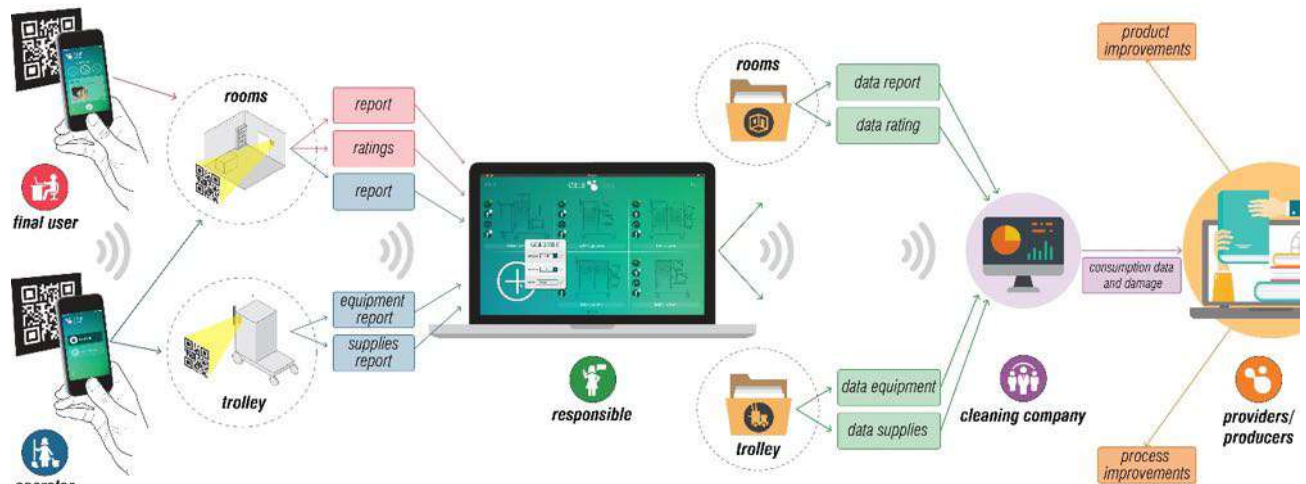 final user
operator
rooms
trolley
report
ratings
report
equipment
report
supplies
report
responsible
rooms
data report
data rating
trolley
data equipment
data supplies
cleaning company
consumption data
and damage
product
improvements
process
improvements
providers/
producers